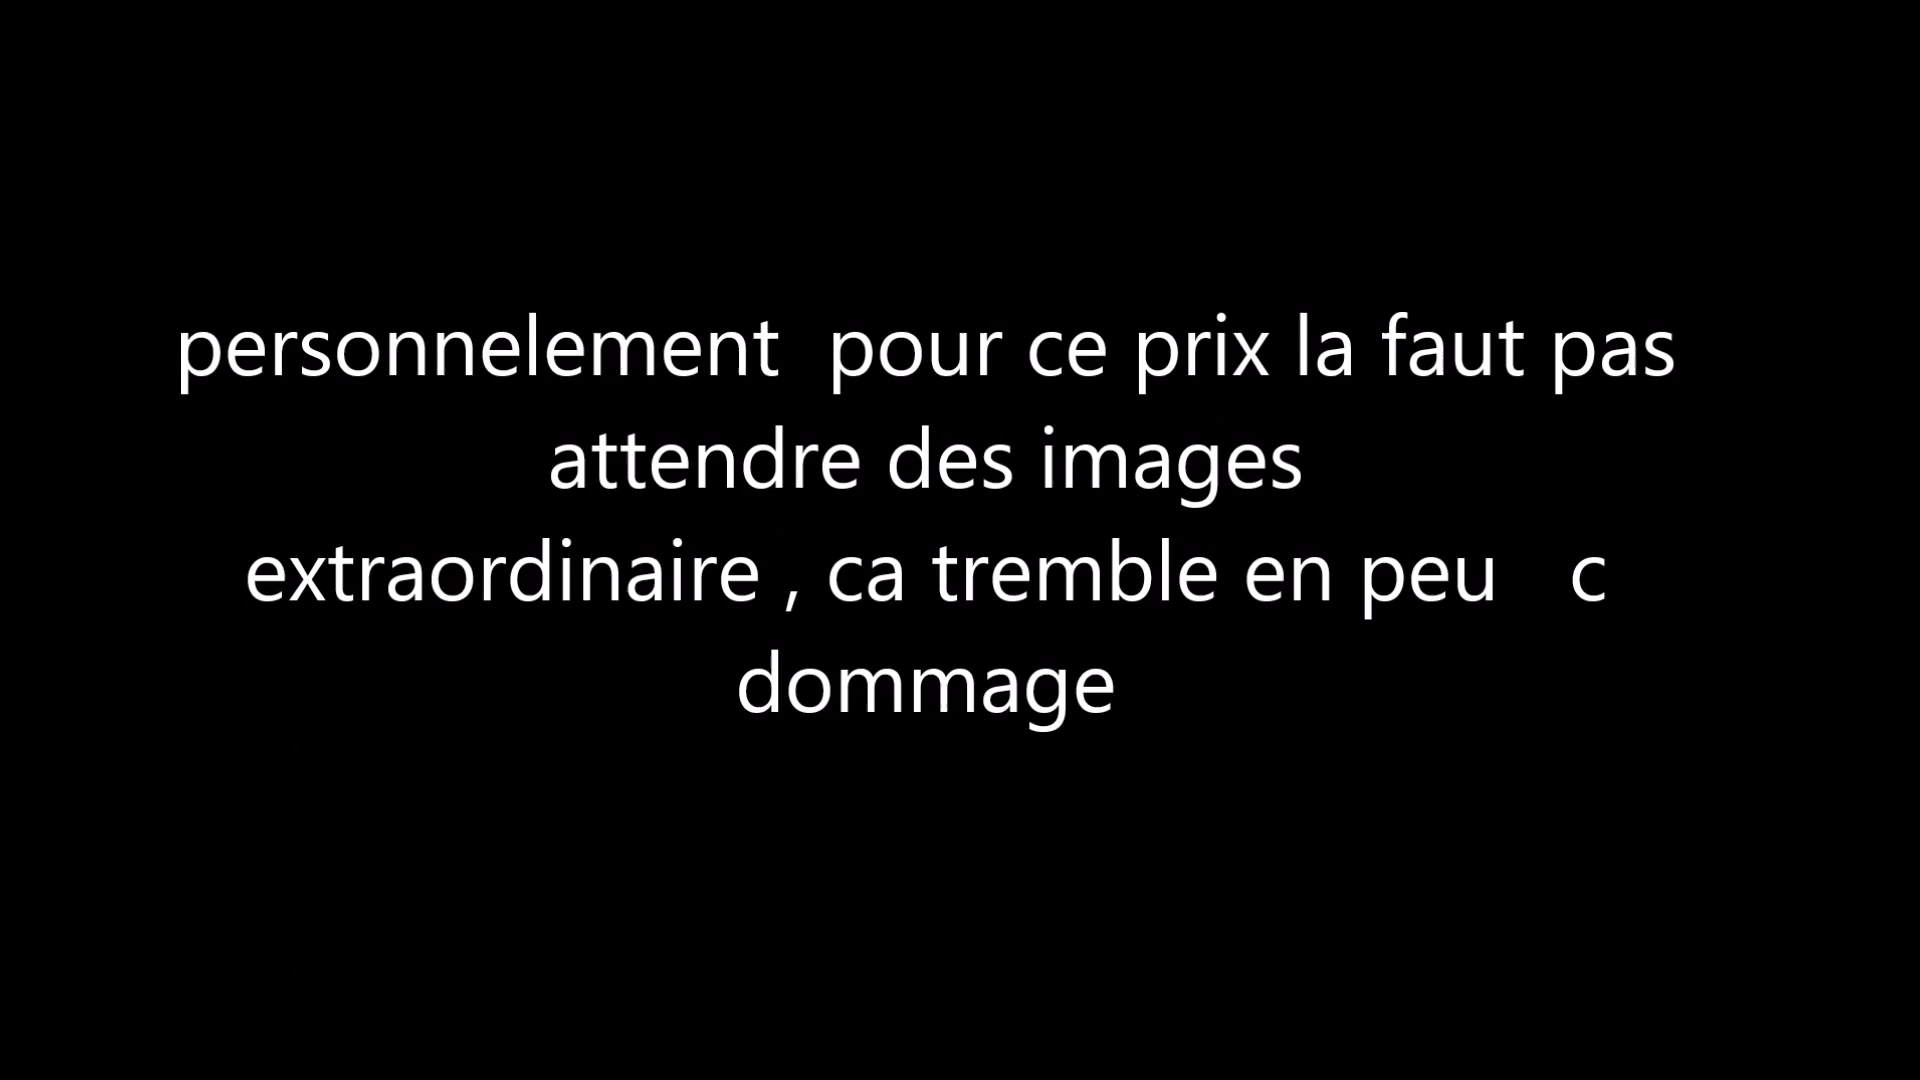 personnelement  pour ce prix la faut pas
attendre des images
extraordinaire , ca tremble en peu   c
dommage